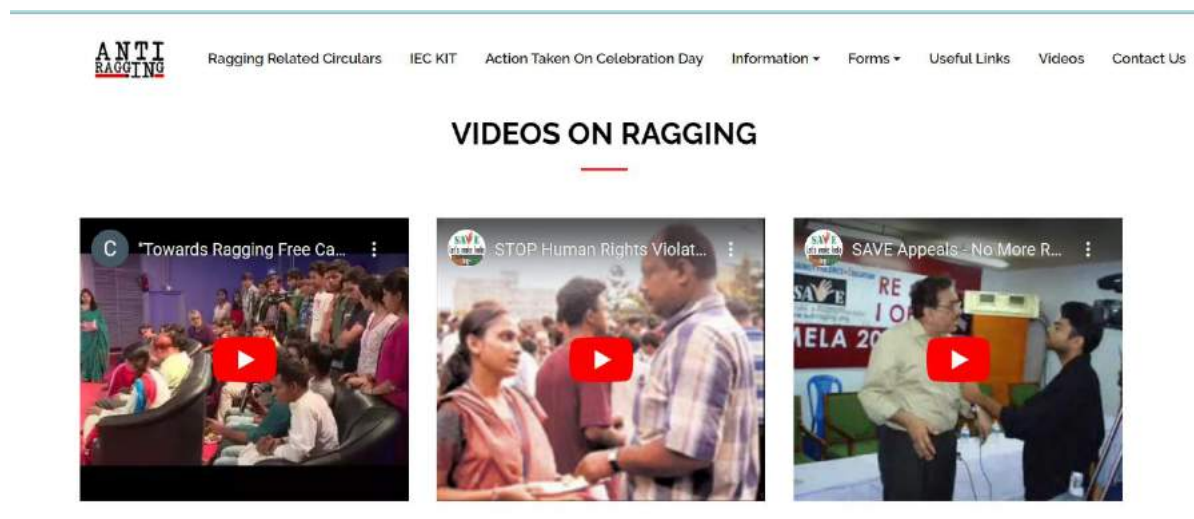 ANTI
RAGGING
Ragging Related Circulars
IEC KIT
Action Taken On Celebration Day
Information
Forms
Useful Links
Videos
Contact Us
VIDEOS ON RAGGING
C
"Towards Ragging Free Ca...
SAVE
STOP Human Rights Violat...
SAVE
SAVE Appeals - No More R...
SAVE
RE
I O
MELA 20